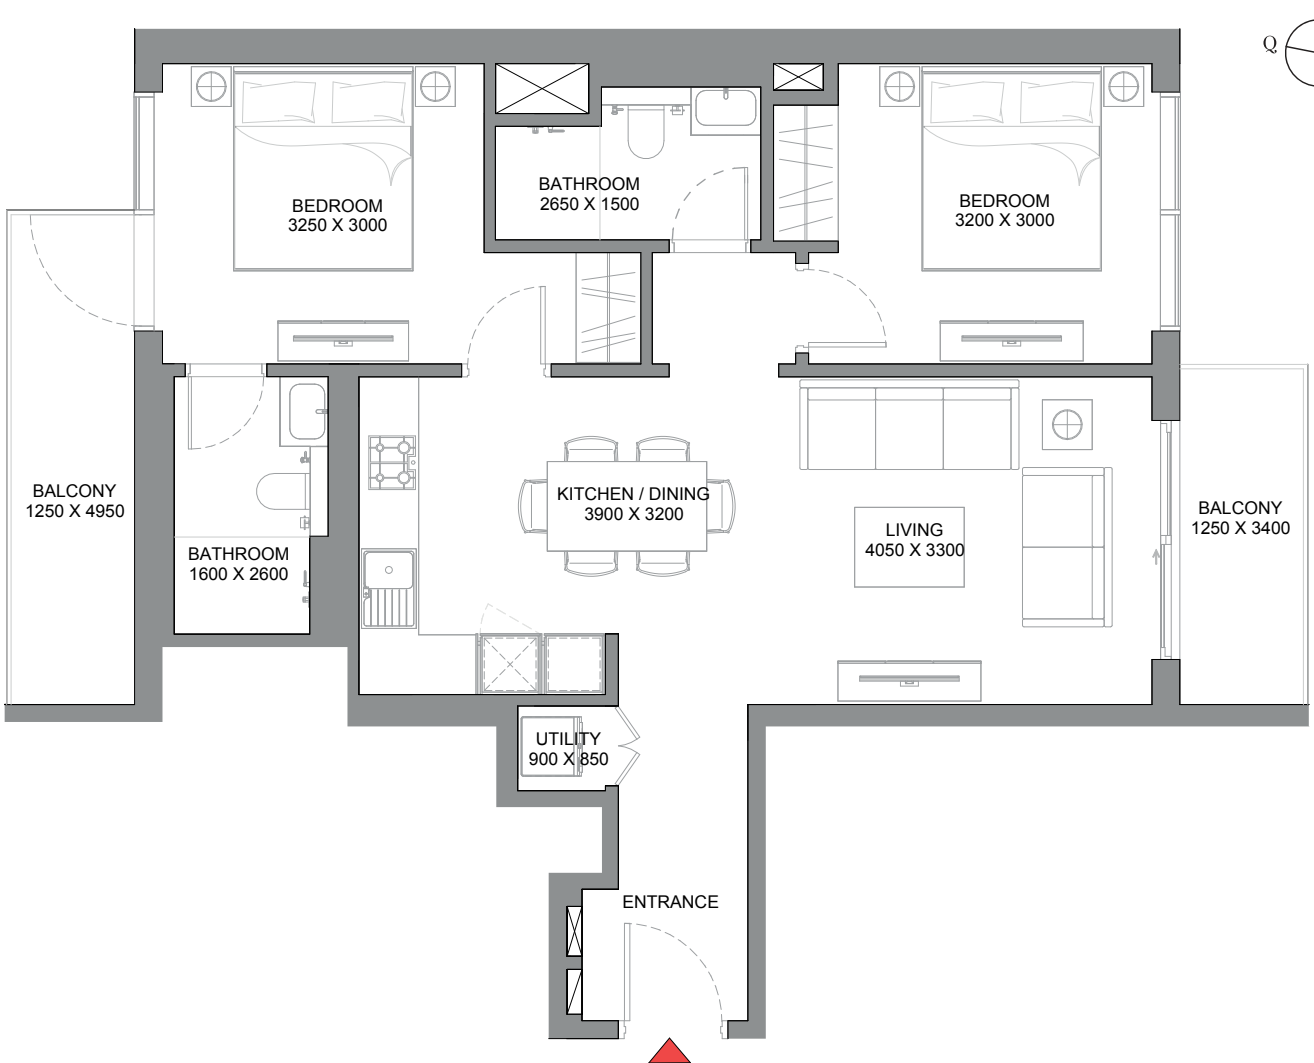 Q
BATHROOM
2650 X 1500
BEDROOM
3250 X 3000
BEDROOM
3200 X 3000
BALCONY
1250 X 4950
KITCHEN / DINING
3900 X 3200
LIVING
4050 X 3300
BALCONY
1250 X 3400
BATHROOM
1600 X 2600
UTILITY
900 X 850
ENTRANCE